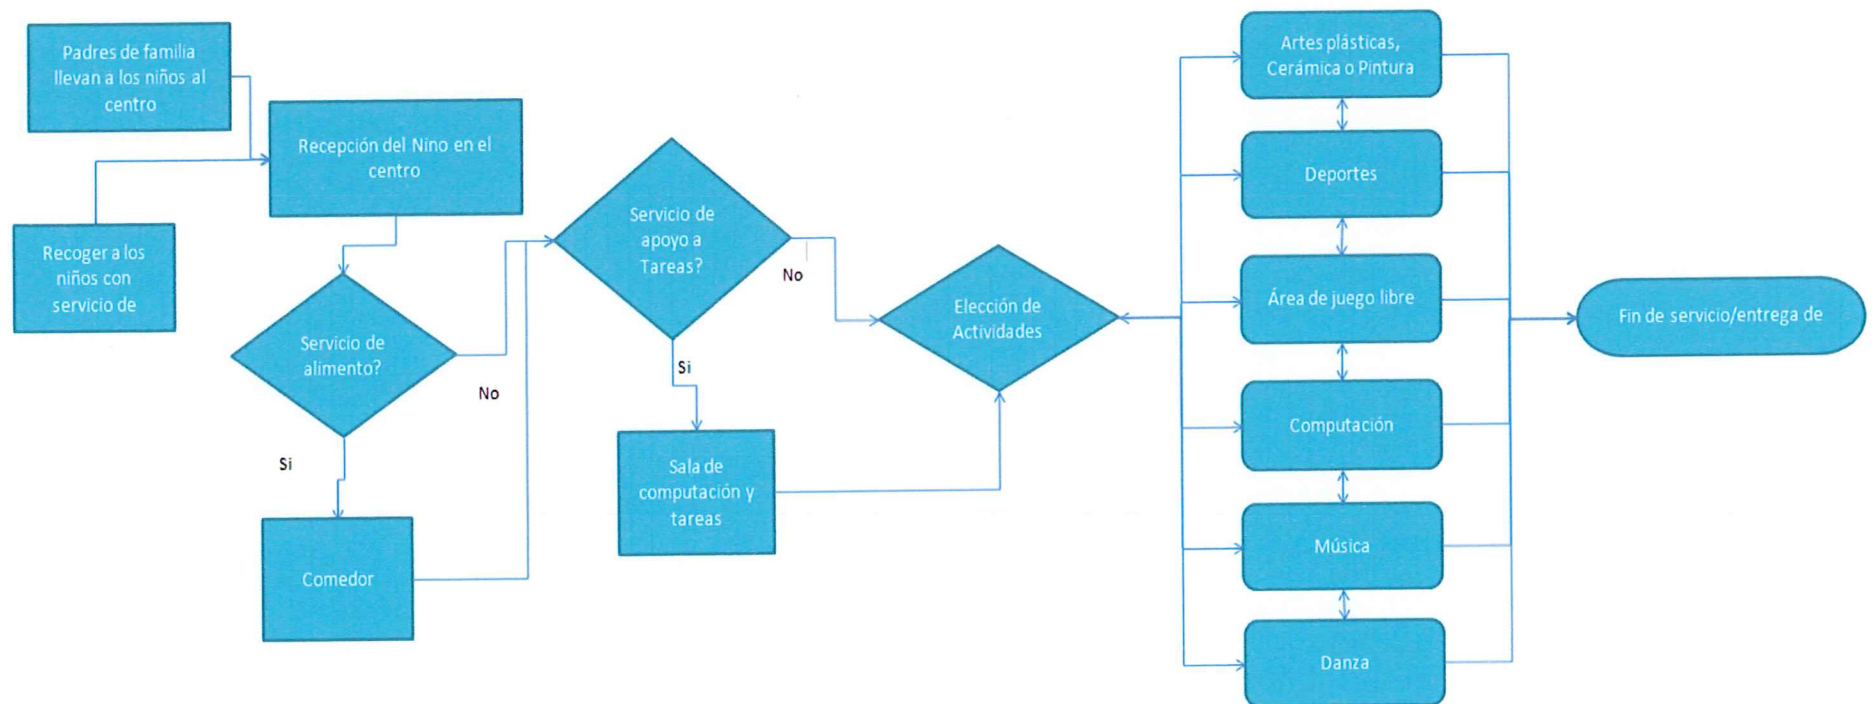 Padres de familia
llevan a los niños al
centro
Recepción del Nino en el
centro
Recoger a los
niños con
servicio de
Servicio de
alimento?
No
Si
Comedor
Servicio de
apoyo a
Tareas?
No
Si
Sala de
computación y
tareas
Elección de
Actividades
Artes plásticas,
Cerámica o Pintura
Deportes
Área de juego libre
Computación
Música
Danza
Fin de servicio/entrega de